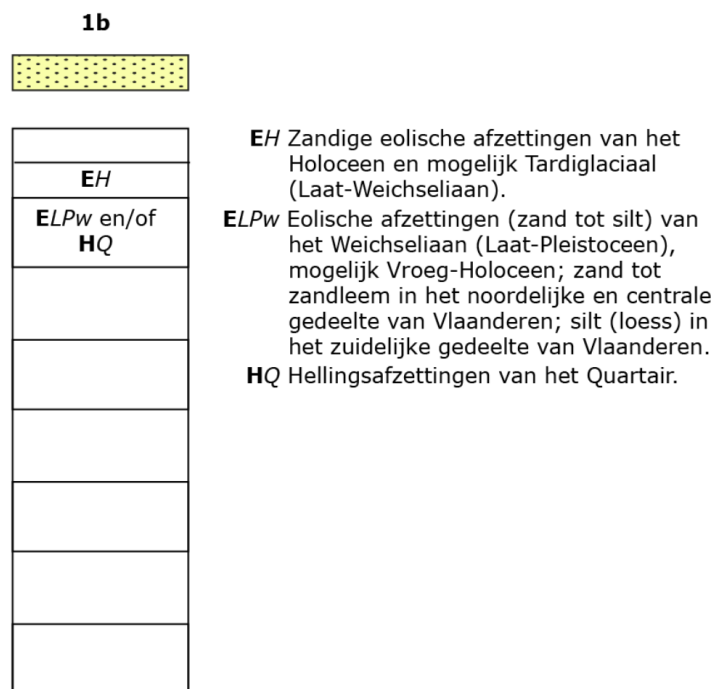 1b
EH
ELPw en/of
HQ
EH Zandige eolische afzettingen van het
Holoceen en mogelijk Tardiglaciaal
(Laat-Weichseliaan).
ELPw Eolische afzettingen (zand tot silt) van
het Weichseliaan (Laat-Pleistoceen),
mogelijk Vroeg-Holoceen; zand tot
zandleem in het noordelijke en centrale
gedeelte van Vlaanderen; silt (loess) in
het zuidelijke gedeelte van Vlaanderen.
HQ Hellingsafzettingen van het Quartair.